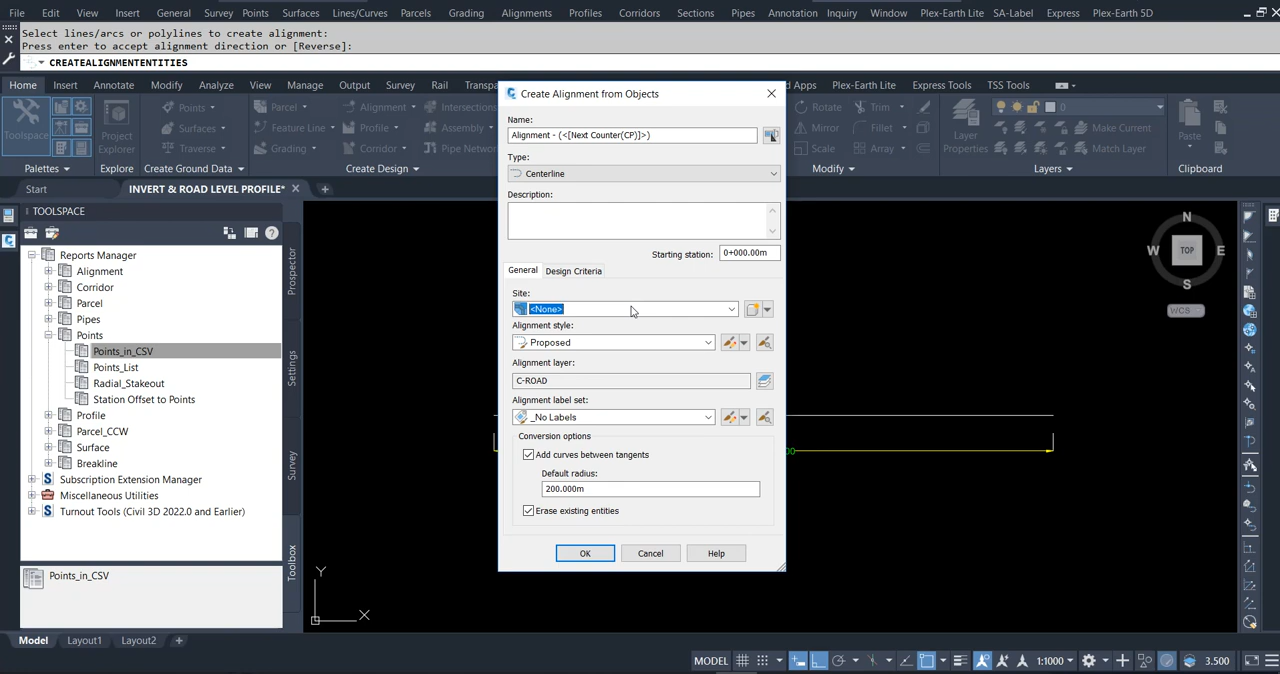 File Edit View Insert General Survey Points Surfaces Lines/Curves Parcels Grading Alignments Profiles Corridors Sections Pipes Annotation Inquiry Window Plex-Earth Lite SA-Label Express Plex-Earth 5D
Select lines/arcs or polylines to create alignment:
Press enter to accept alignment direction or [Reverse]:
CREATEALIGNMENTENTITIES
Home Insert Annotate Modify Analyze View Manage Output Survey Rail Transpa d Apps Plex-Earth Lite Express Tools TSS Tools
Toolspace
Project
Explorer
Points
Surfaces
Traverse
Parcel
Feature Line
Grading
Alignment
Profile
Corridor
Intersections
Assembly
Pipe Network
Rotate
Mirror
Scale
Trim
Fillet
Array
Layer
Properties
0
Make Current
Match Layer
Paste
Palettes Explore Create Ground Data Create Design Modify Layers Clipboard
Start INVERT & ROAD LEVEL PROFILE*
TOOLSPACE
Reports Manager
Alignment
Corridor
Parcel
Pipes
Points
Points_in_CSV
Points_List
Radial_Stakeout
Station Offset to Points
Profile
Parcel_CCW
Surface
Breakline
Subscription Extension Manager
Miscellaneous Utilities
Turnout Tools (Civil 3D 2022.0 and Earlier)
Points_in_CSV
Prospector
Settings
Survey
Toolbox
Create Alignment from Objects
Name:
Alignment - (<[Next Counter(CP)]>)
Type:
Centerline
Description:
Starting station: 0+000.00m
General Design Criteria
Site:
<None>
Alignment style:
Proposed
Alignment layer:
C-ROAD
Alignment label set:
_No Labels
Conversion options
Add curves between tangents
Default radius:
200.000m
Erase existing entities
OK Cancel Help
00
N
W TOP E
S
WCS
Y
X
Model Layout1 Layout2
MODEL 1:1000 3.500